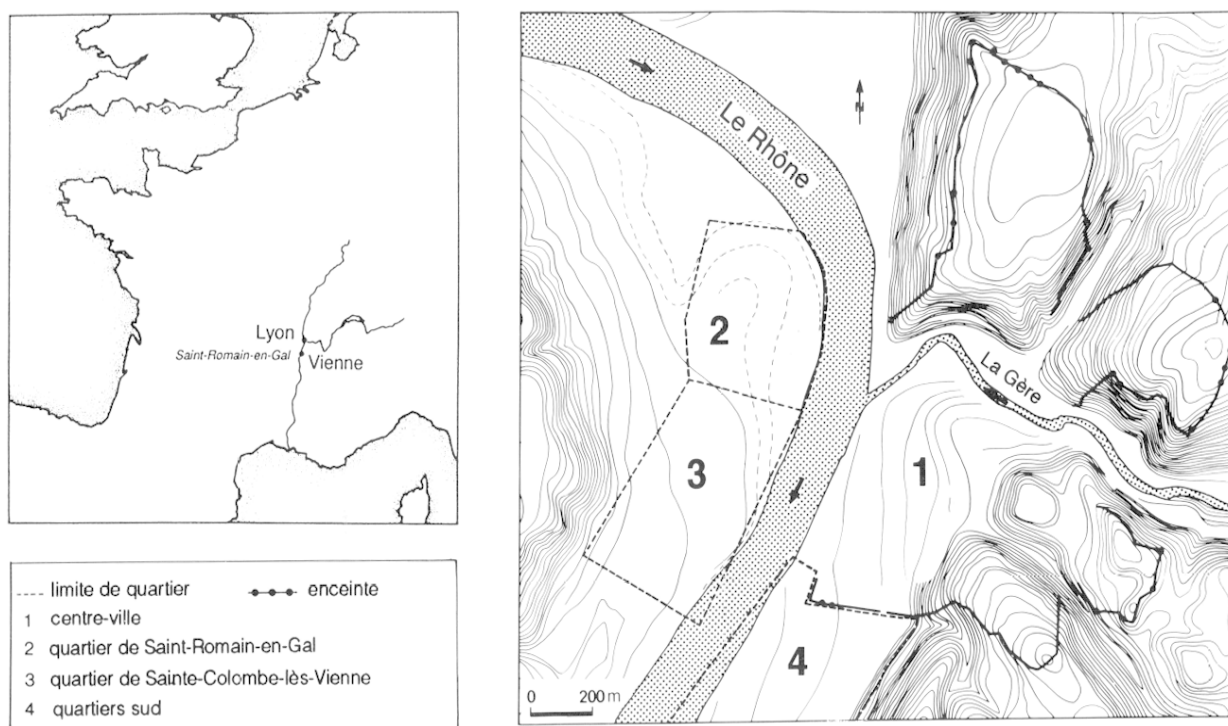 Lyon
Saint-Romain-en-Gal
Vienne
limite de quartier
enceinte
1 centre-ville
2 quartier de Saint-Romain-en-Gal
3 quartier de Sainte-Colombe-lès-Vienne
4 quartiers sud
Le Rhône
N
La Gère
2
3
1
4
0 200 m